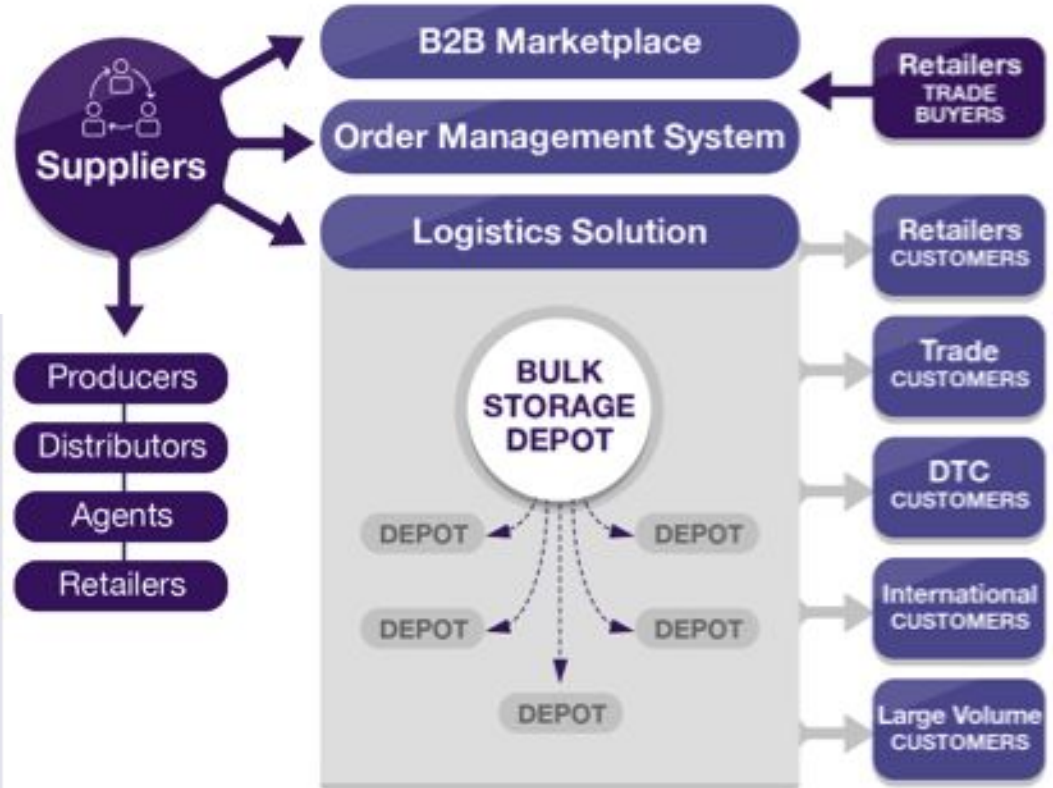 Suppliers
Producers
Distributors
Agents
Retailers
B2B Marketplace
Order Management System
Logistics Solution
BULK
STORAGE
DEPOT
DEPOT
DEPOT
DEPOT
DEPOT
DEPOT
Retailers
TRADE
BUYERS
Retailers
CUSTOMERS
Trade
CUSTOMERS
DTC
CUSTOMERS
International
CUSTOMERS
Large Volume
CUSTOMERS